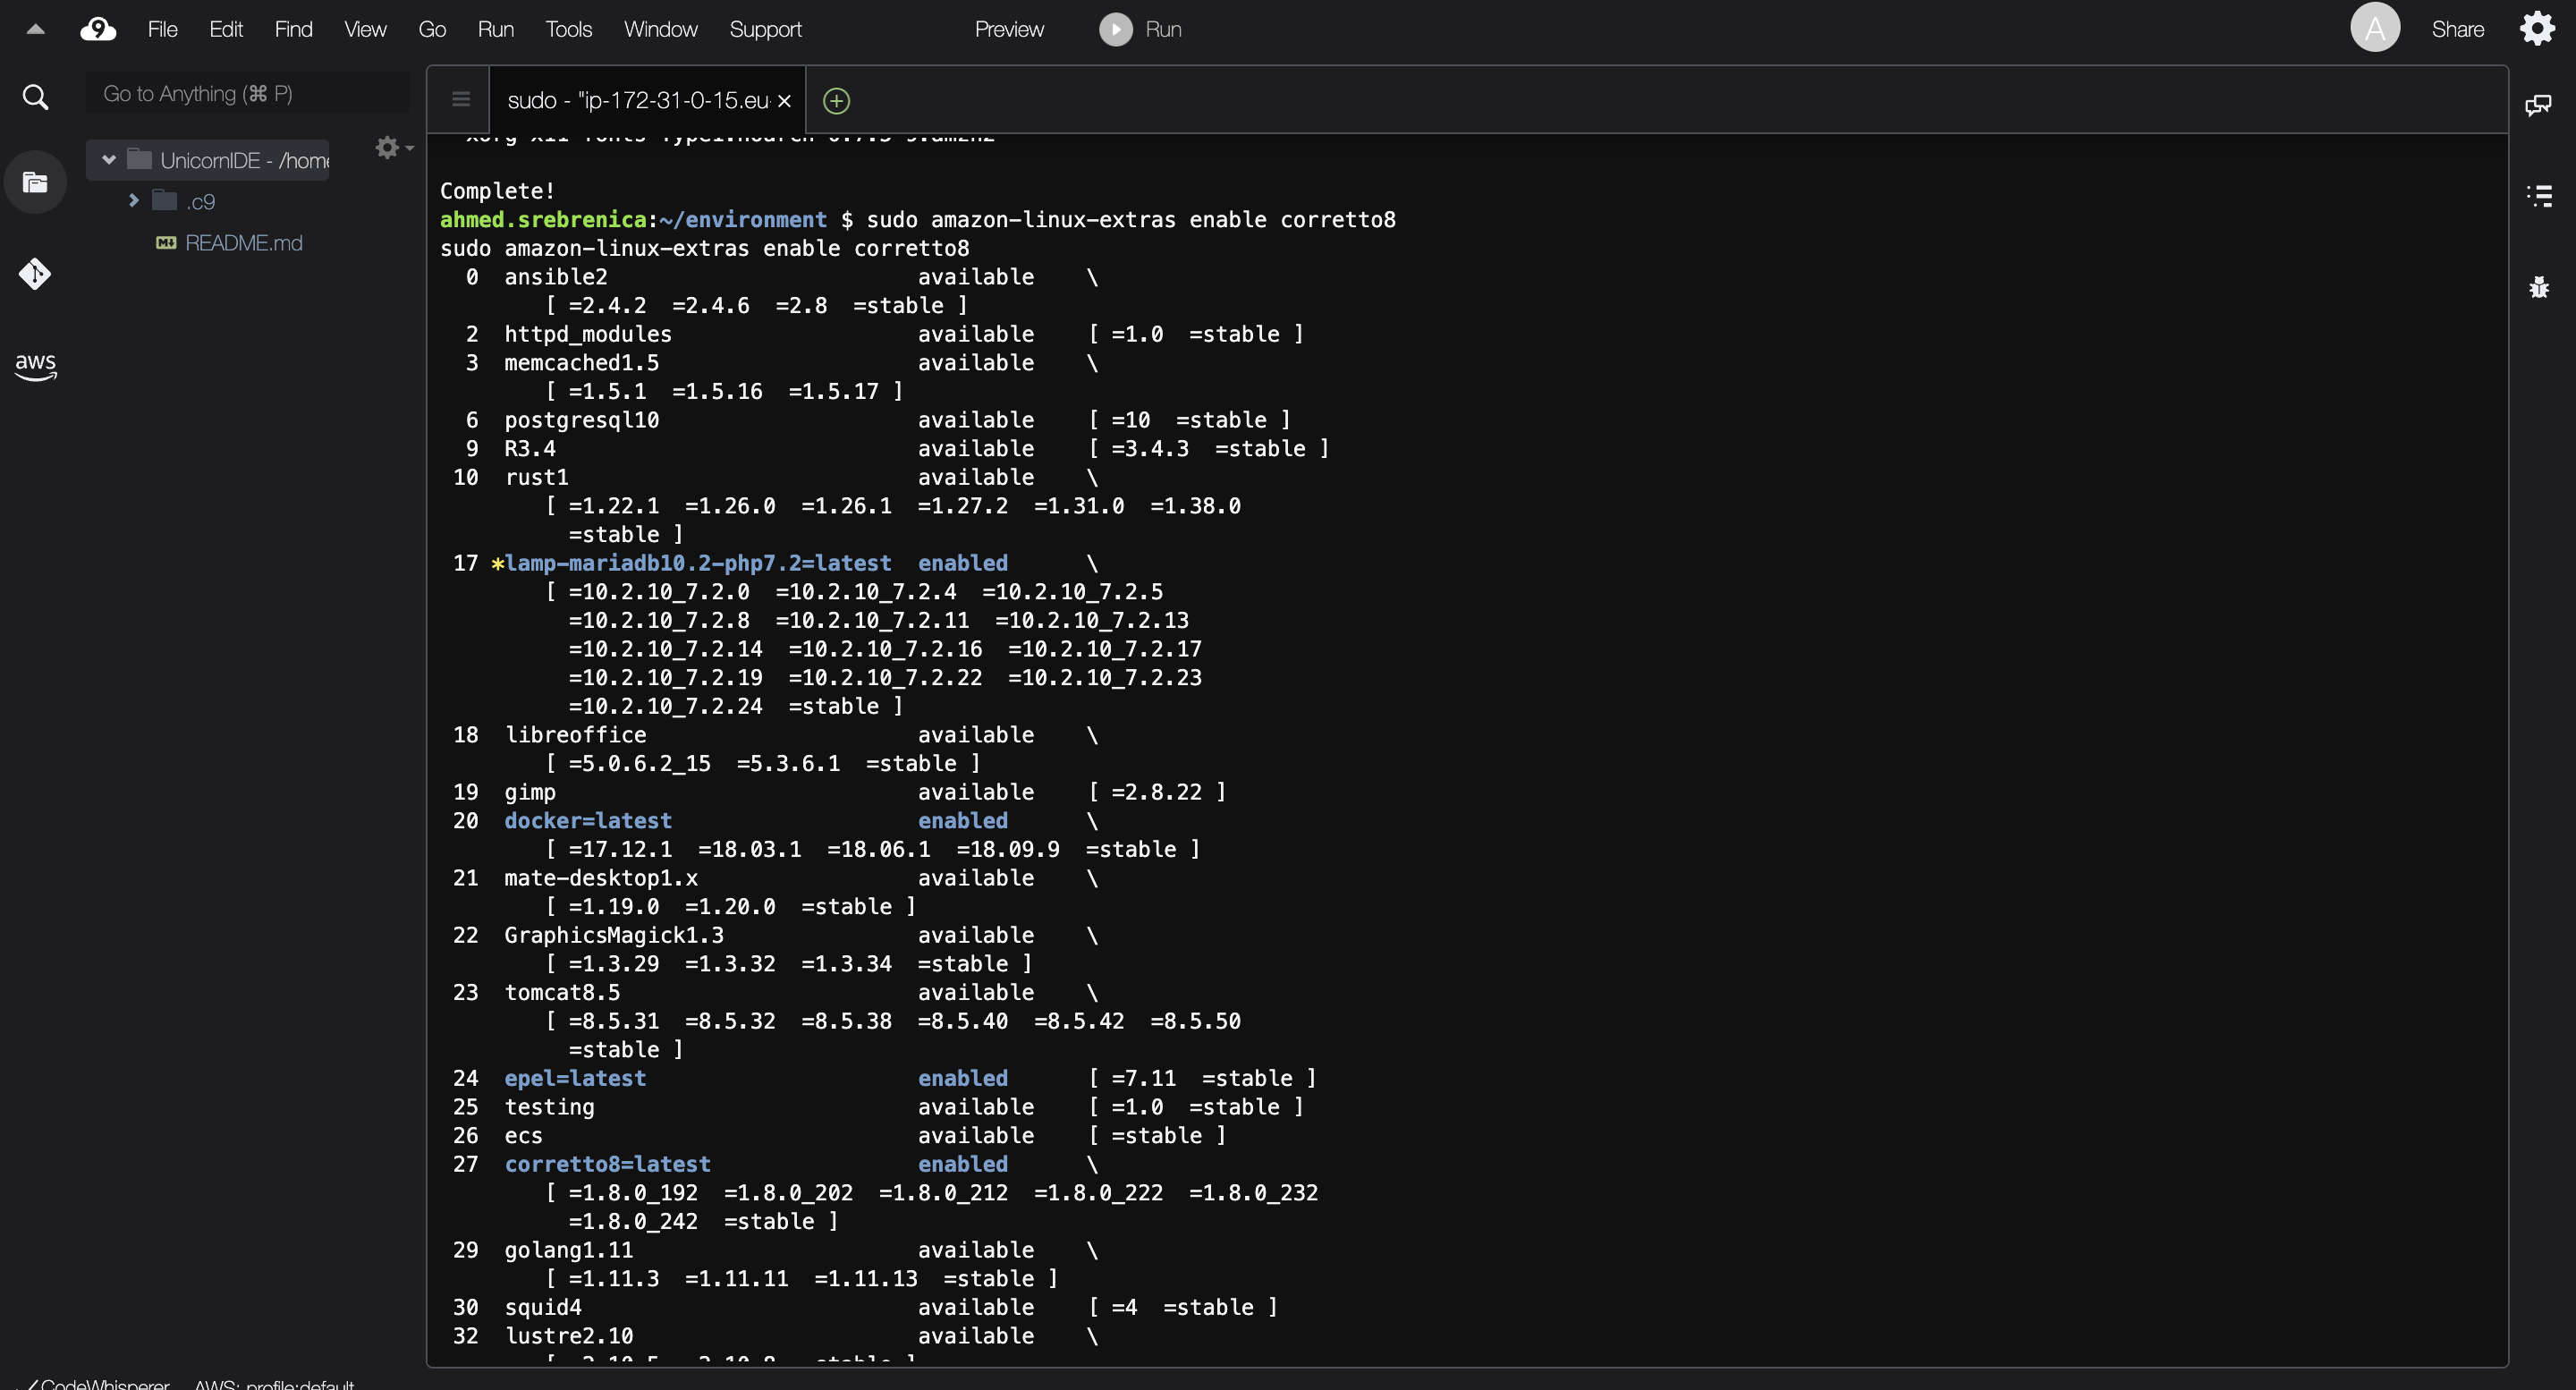 File Edit Find View Go Run Tools Window Support Preview Run A Share
Go to Anything (⌘ P)
sudo - "ip-172-31-0-15.eu
UnicornIDE - /home
.c9
README.md
aws
Complete!
ahmed.srebrenica:~/environment $ sudo amazon-linux-extras enable corretto8
sudo amazon-linux-extras enable corretto8
0 ansible2 available \
[ =2.4.2 =2.4.6 =2.8 =stable ]
2 httpd_modules available [ =1.0 =stable ]
3 memcached1.5 available \
[ =1.5.1 =1.5.16 =1.5.17 ]
6 postgresql10 available [ =10 =stable ]
9 R3.4 available [ =3.4.3 =stable ]
10 rust1 available \
[ =1.22.1 =1.26.0 =1.26.1 =1.27.2 =1.31.0 =1.38.0
=stable ]
17 *lamp-mariadb10.2-php7.2=latest enabled \
[ =10.2.10_7.2.0 =10.2.10_7.2.4 =10.2.10_7.2.5
=10.2.10_7.2.8 =10.2.10_7.2.11 =10.2.10_7.2.13
=10.2.10_7.2.14 =10.2.10_7.2.16 =10.2.10_7.2.17
=10.2.10_7.2.19 =10.2.10_7.2.22 =10.2.10_7.2.23
=10.2.10_7.2.24 =stable ]
18 libreoffice available \
[ =5.0.6.2_15 =5.3.6.1 =stable ]
19 gimp available [ =2.8.22 ]
20 docker=latest enabled \
[ =17.12.1 =18.03.1 =18.06.1 =18.09.9 =stable ]
21 mate-desktop1.x available \
[ =1.19.0 =1.20.0 =stable ]
22 GraphicsMagick1.3 available \
[ =1.3.29 =1.3.32 =1.3.34 =stable ]
23 tomcat8.5 available \
[ =8.5.31 =8.5.32 =8.5.38 =8.5.40 =8.5.42 =8.5.50
=stable ]
24 epel=latest enabled [ =7.11 =stable ]
25 testing available [ =1.0 =stable ]
26 ecs available [ =stable ]
27 corretto8=latest enabled \
[ =1.8.0_192 =1.8.0_202 =1.8.0_212 =1.8.0_222 =1.8.0_232
=1.8.0_242 =stable ]
29 golang1.11 available \
[ =1.11.3 =1.11.11 =1.11.13 =stable ]
30 squid4 available [ =4 =stable ]
32 lustre2.10 available \
CodeWhisperer AWS: profile:default